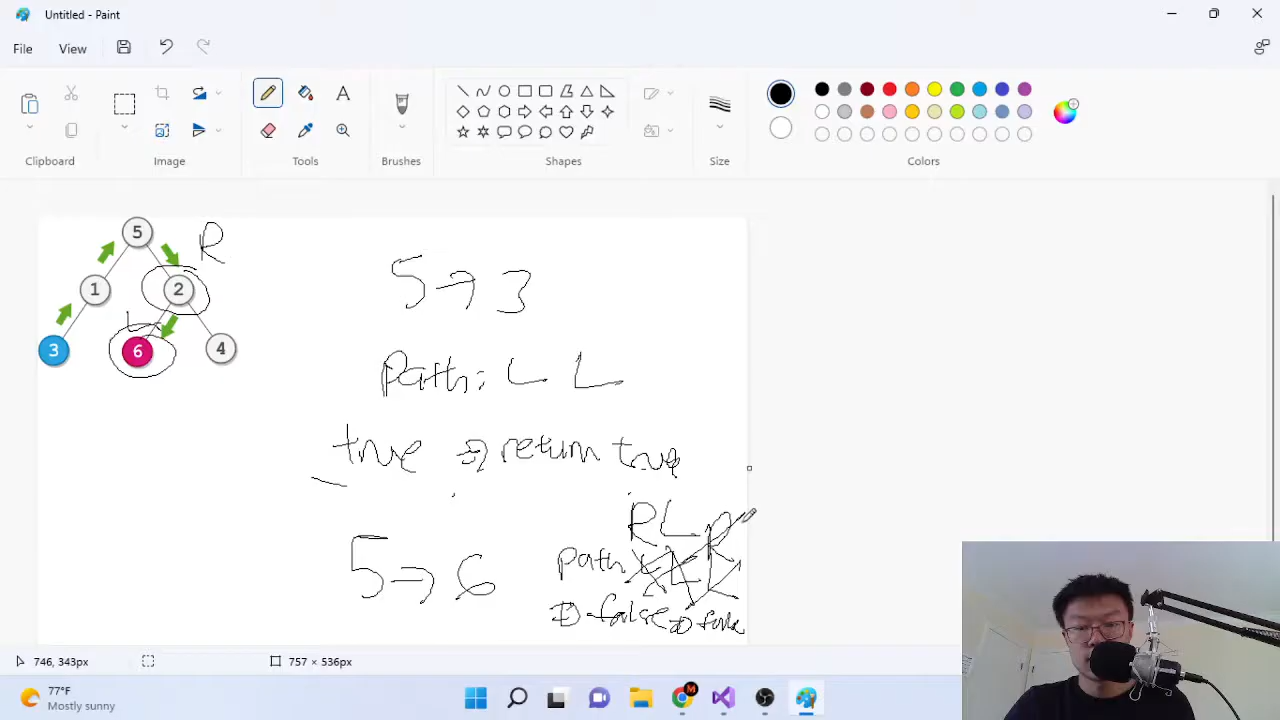 Untitled - Paint
File
View
Clipboard
Image
Tools
Brushes
Shapes
Size
Colors
5
R
1
2
L
3
6
4
5 → 3
Path: L L
true ⇒ return true
5 → 6
R L R
Path
⇒ false ⇒
746, 343px
757 × 536px
77°F
Mostly sunny